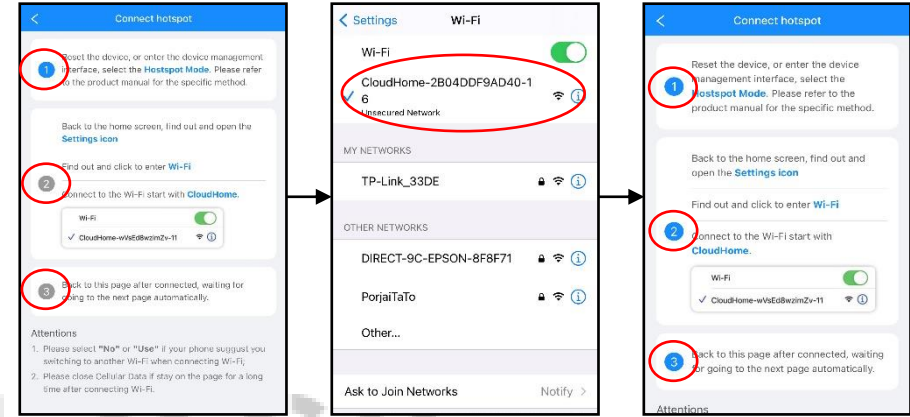 Connect hotspot
1
Reset the device, or enter the device management
interface, select the Hostspot Mode. Please refer
to the product manual for the specific method.
Back to the home screen, find out and open the
Settings icon
Find out and click to enter Wi-Fi
2
Connect to the Wi-Fi start with CloudHome.
Wi-Fi
CloudHome-wVsEd8wzimZv-11
3
Back to this page after connected, waiting for
going to the next page automatically.
Attentions
1. Please select "No" or "Use" if your phone suggust you
switching to another Wi-Fi when connecting Wi-Fi;
2. Please close Cellular Data if stay on the page for a long
time after connecting Wi-Fi.
Settings
Wi-Fi
Wi-Fi
CloudHome-2B04DDF9AD40-1
6
Unsecured Network
MY NETWORKS
TP-Link_33DE
OTHER NETWORKS
DIRECT-9C-EPSON-8F8F71
PorjaiTaTo
Other...
Ask to Join Networks
Notify
Connect hotspot
1
Reset the device, or enter the device
management interface, select the
Hostspot Mode. Please refer to the
product manual for the specific method.
Back to the home screen, find out and
open the Settings icon
Find out and click to enter Wi-Fi
2
Connect to the Wi-Fi start with
CloudHome.
Wi-Fi
CloudHome-wVsEd8wzimZv-11
3
Back to this page after connected, waiting
for going to the next page automatically.
Attentions